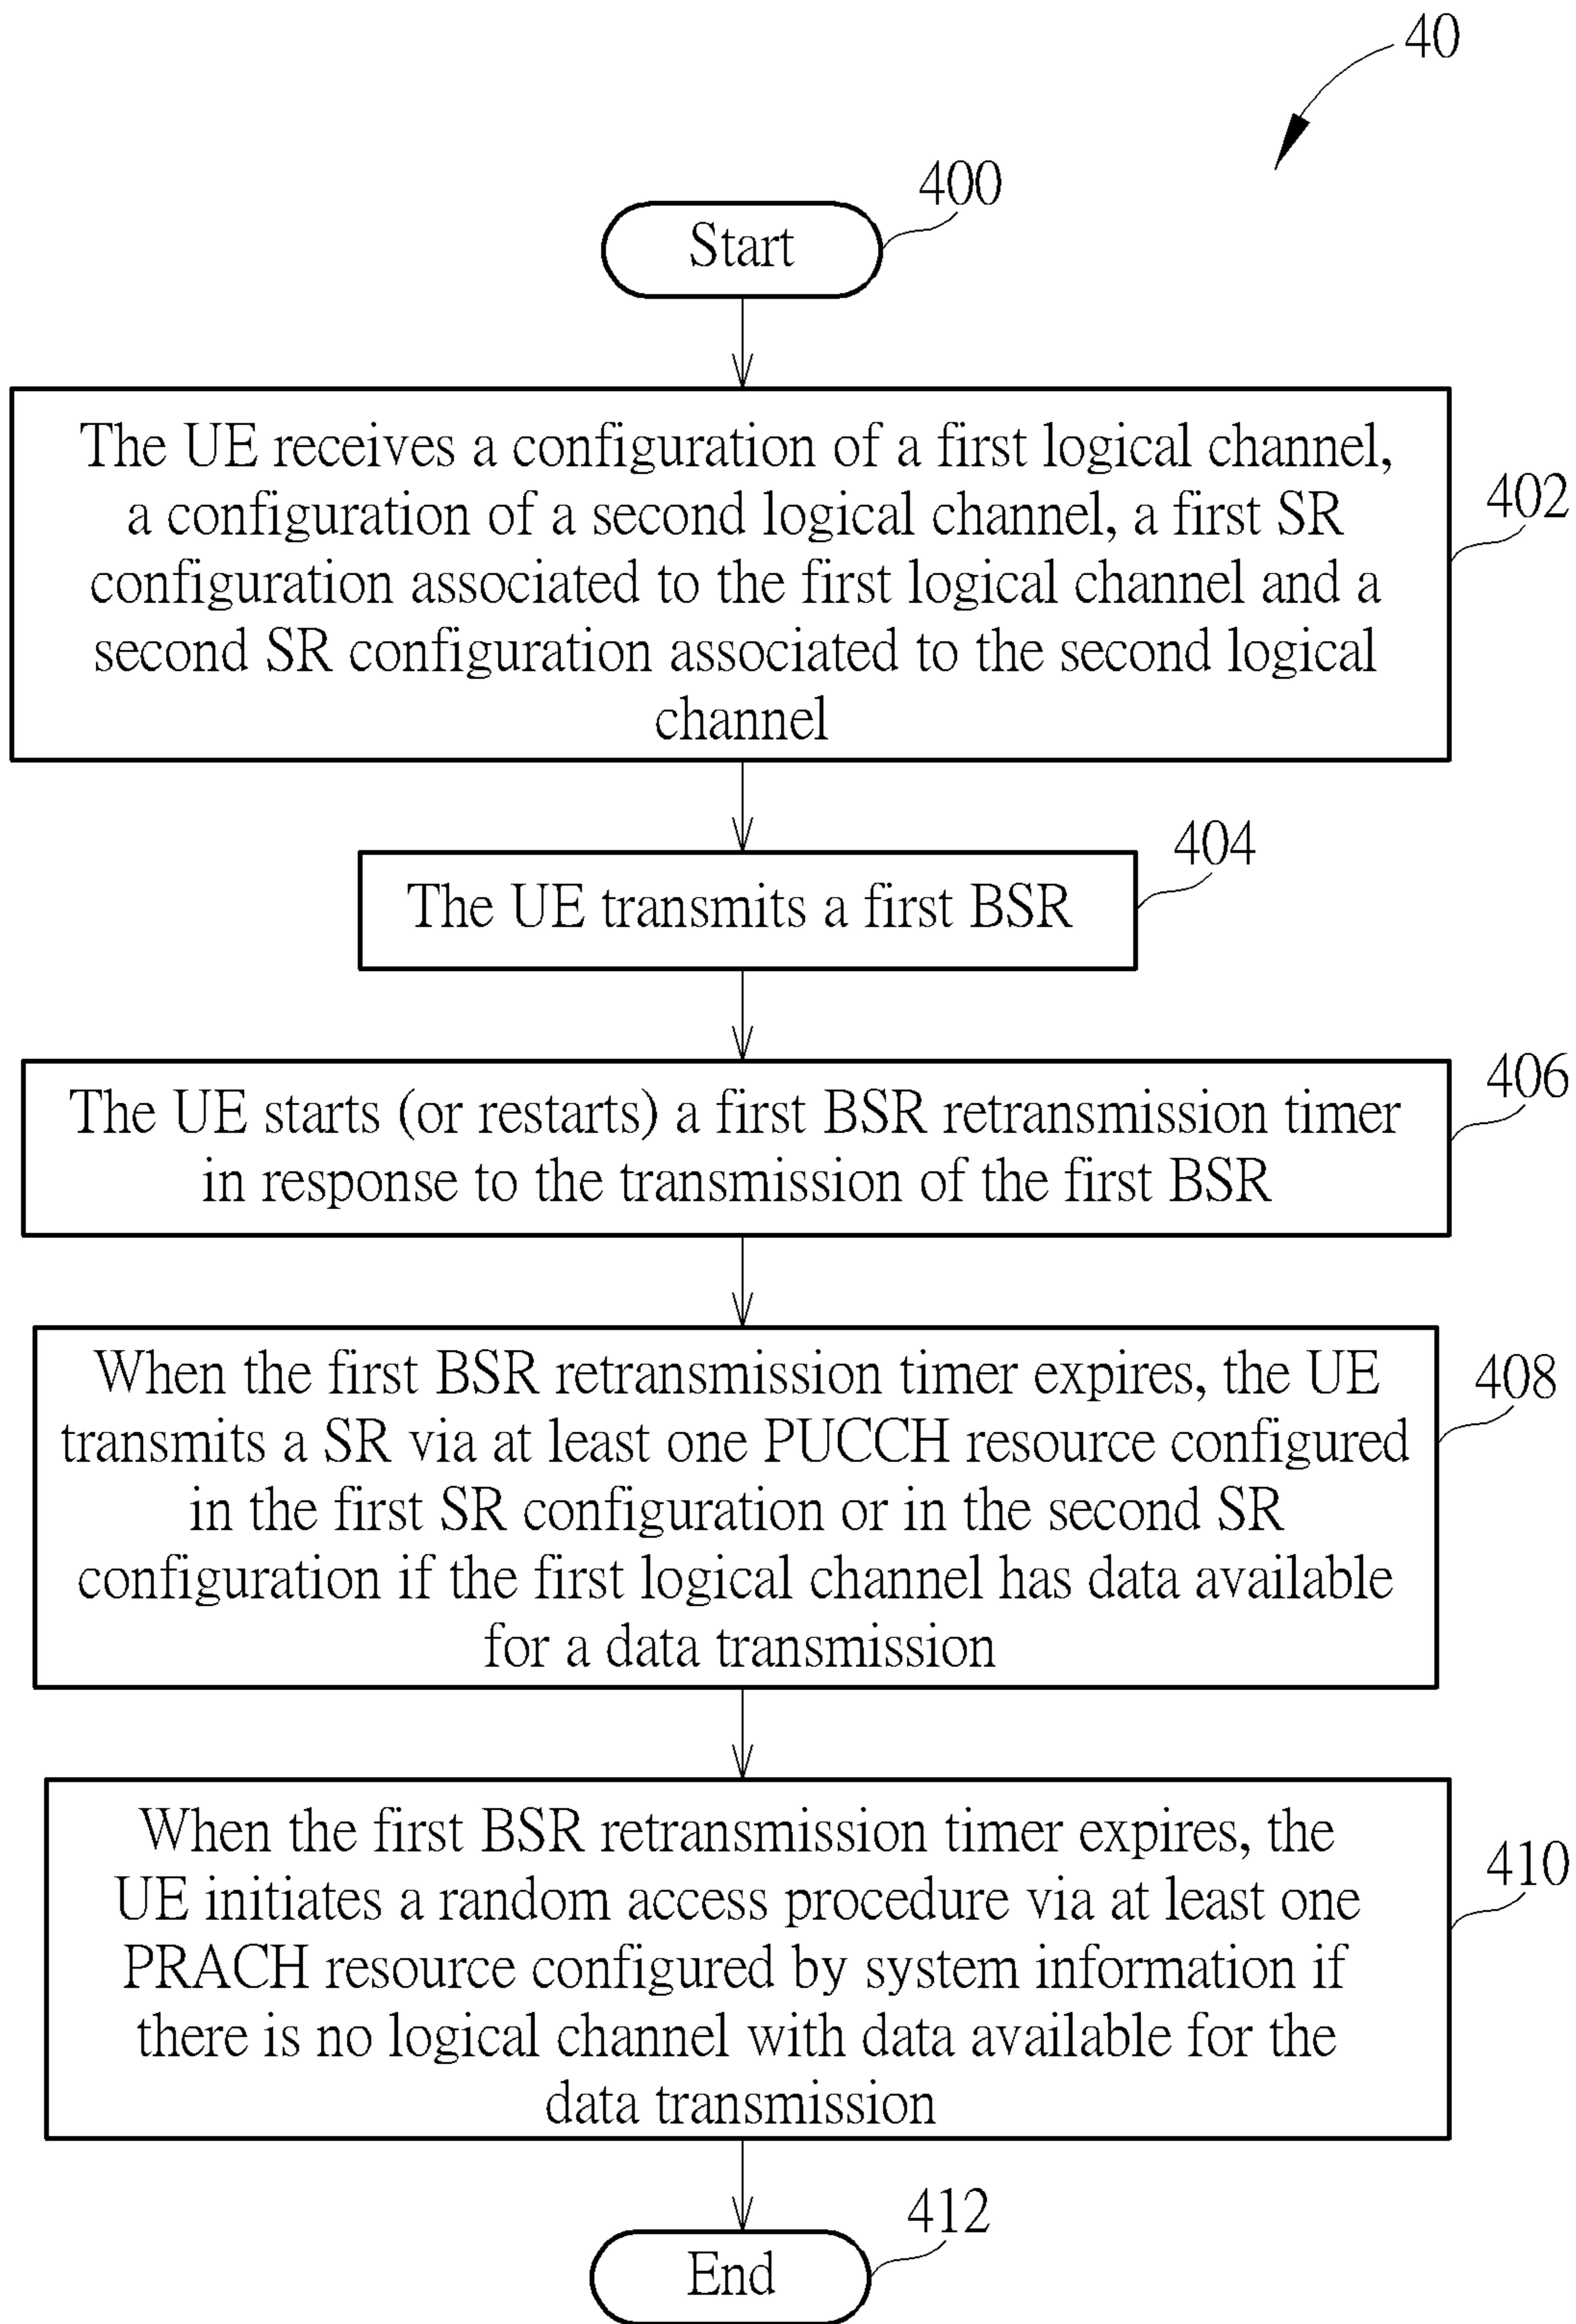 40
400
Start
The UE receives a configuration of a first logical channel,
a configuration of a second logical channel, a first SR
configuration associated to the first logical channel and a
second SR configuration associated to the second logical
channel
402
404
The UE transmits a first BSR
406
The UE starts (or restarts) a first BSR retransmission timer
in response to the transmission of the first BSR
When the first BSR retransmission timer expires, the UE
transmits a SR via at least one PUCCH resource configured
in the first SR configuration or in the second SR
configuration if the first logical channel has data available
for a data transmission
408
When the first BSR retransmission timer expires, the
UE initiates a random access procedure via at least one
PRACH resource configured by system information if
there is no logical channel with data available for the
data transmission
410
412
End